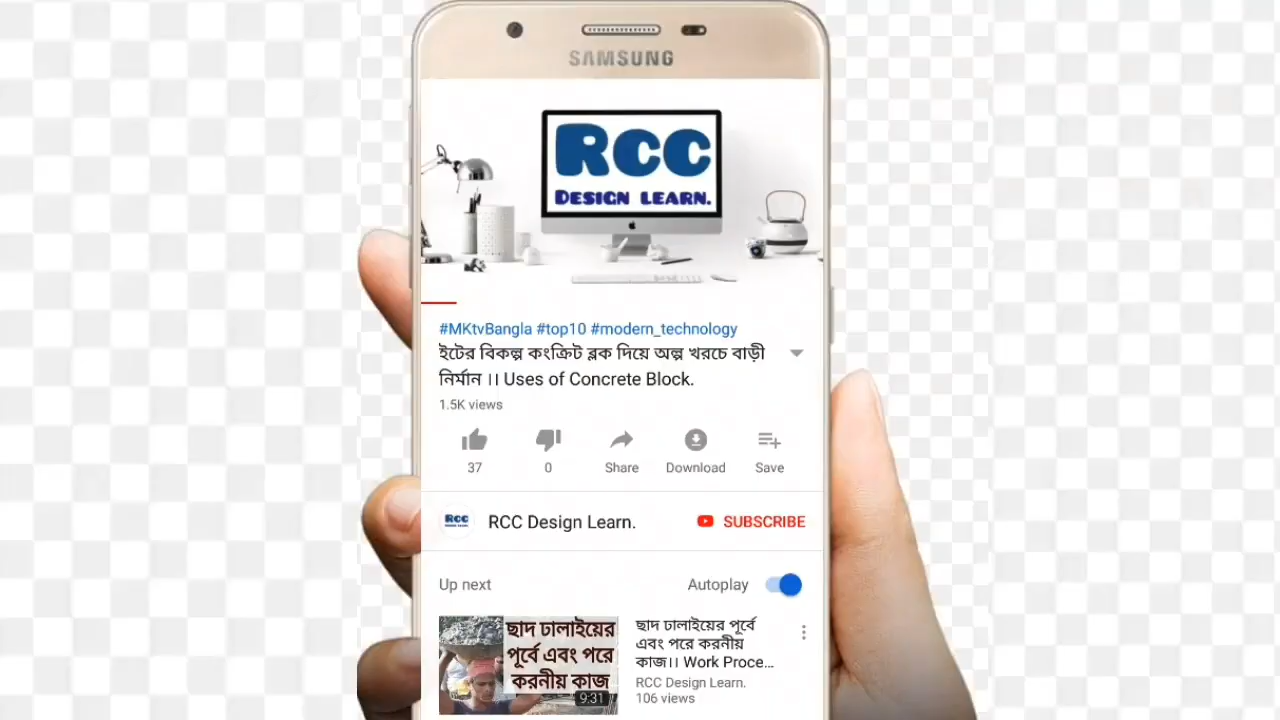 SAMSUNG
RCC
DESIGN LEARN.
#MKtvBangla #top10 #modern_technology
ইটের বিকল্প কংক্রিট ব্লক দিয়ে অল্প খরচে বাড়ী
নির্মান ।। Uses of Concrete Block.
1.5K views
37
0
Share
Download
Save
RCC
RCC Design Learn.
SUBSCRIBE
Up next
Autoplay
ছাদ ঢালাইয়ের
পূর্বে এবং পরে
করনীয় কাজ
9:31
ছাদ ঢালাইয়ের পূর্বে
এবং পরে করনীয়
কাজ।। Work Proce...
RCC Design Learn.
106 views